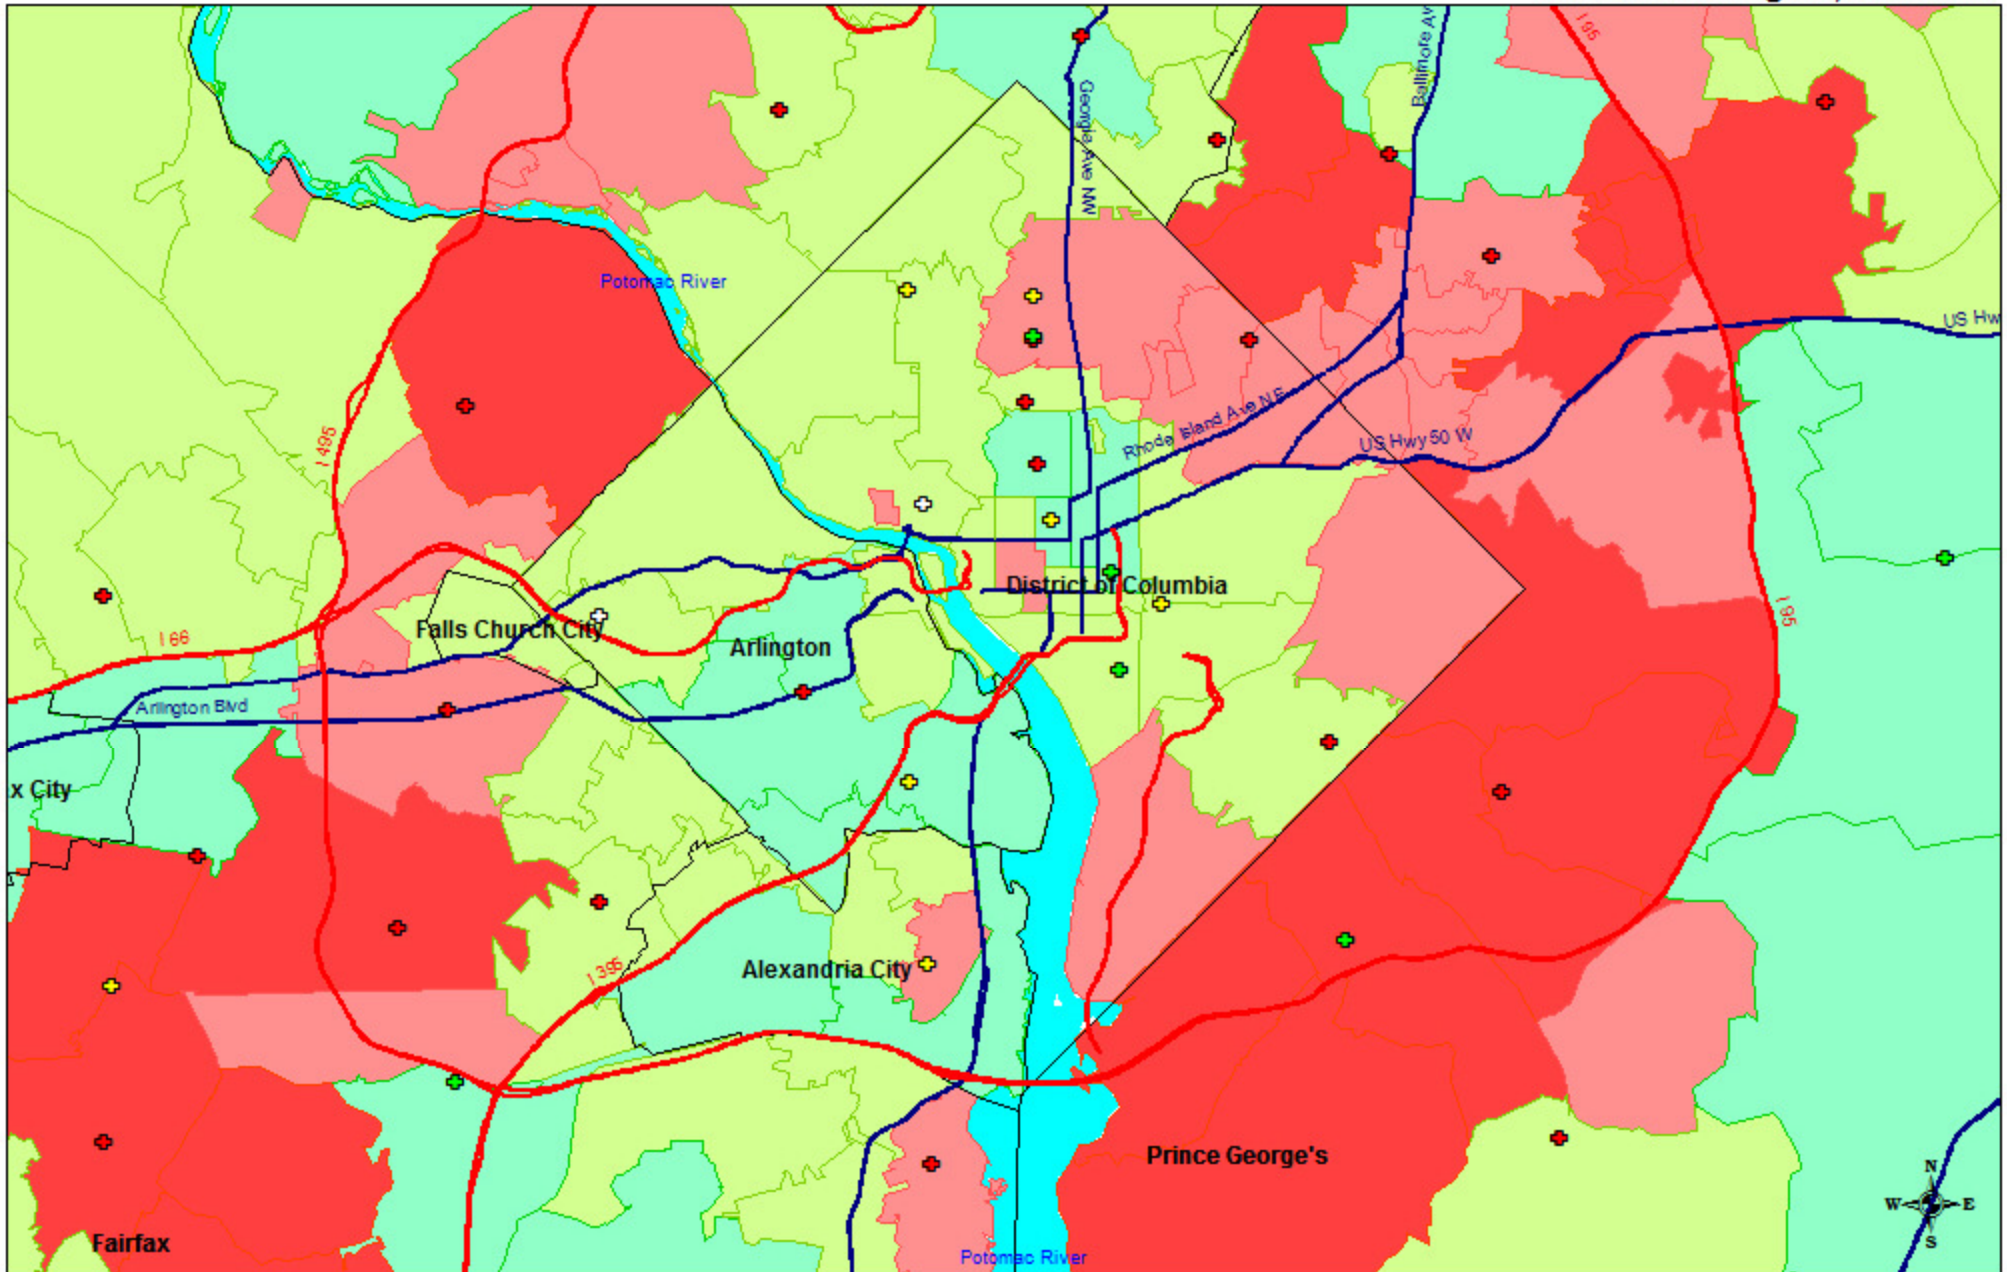 I 95
Baltimore Av
Georgia Ave NW
Potomac River
US Hw
Rhode Island Ave NE
US Hwy 50 W
I 495
District of Columbia
I 95
Falls Church City
I 66
Arlington
Arlington Blvd
x City
Alexandria City
I 395
Prince George's
N
W E
S
Fairfax
Potomac River